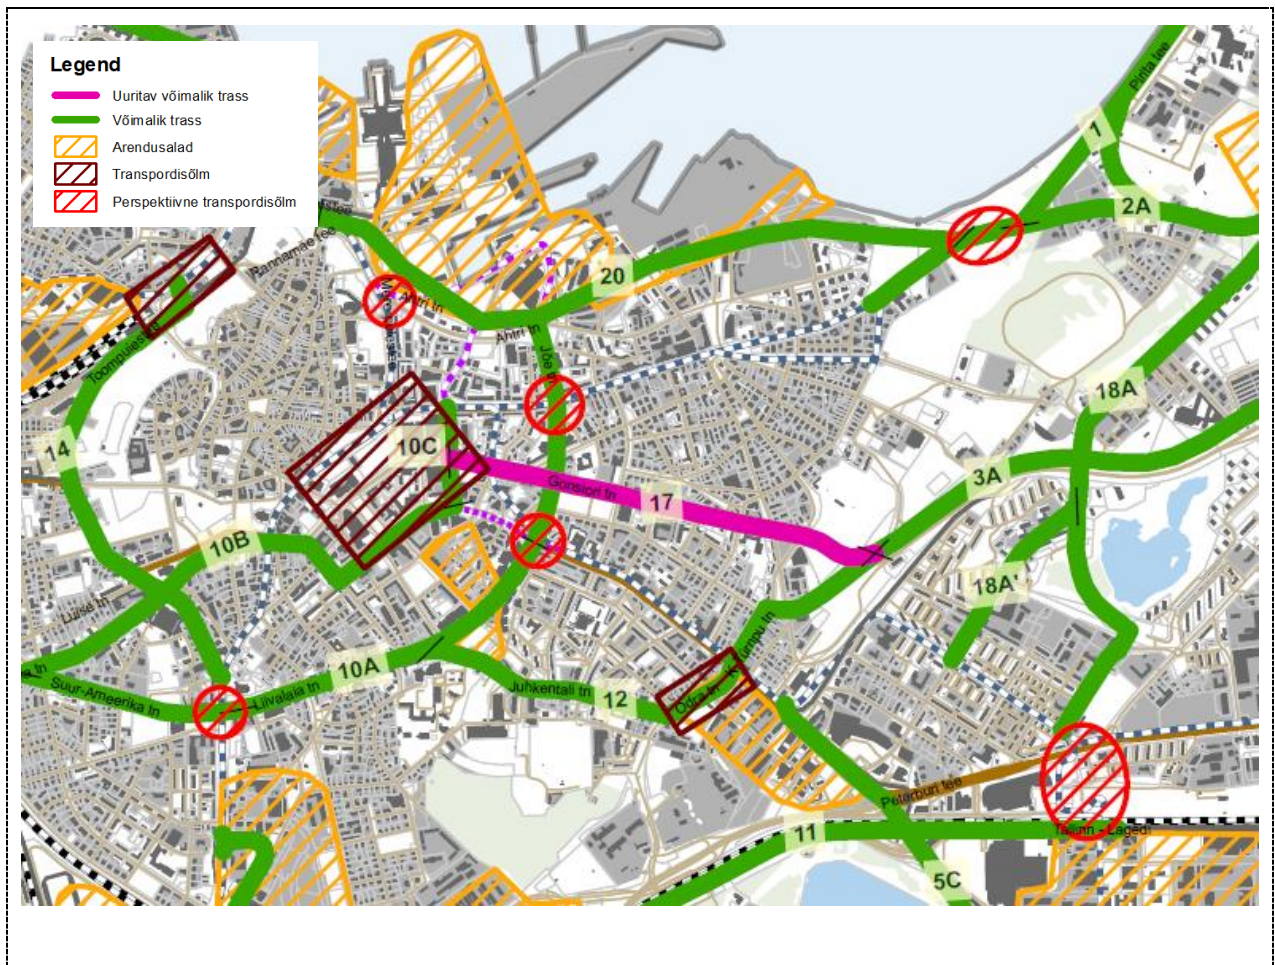 Legend
Uuritav võimalik trass
Võimalik trass
Arendusalad
Transpordisõlm
Perspektiivne transpordisõlm
Pirita tee
1
2A
Rannamäe tee
20
Ahtri tn
Ahtri tn
Jõe tn
Toompuiestee
18A
14
10C
3A
Gonsiori tn
17
10B
18A'
Luise tn
10A
Suur-Ameerika tn
Liivalaia tn
Juhkentali tn
12
Odra tn
Peterburi tee
11
Tallinn - Lagedi
5C